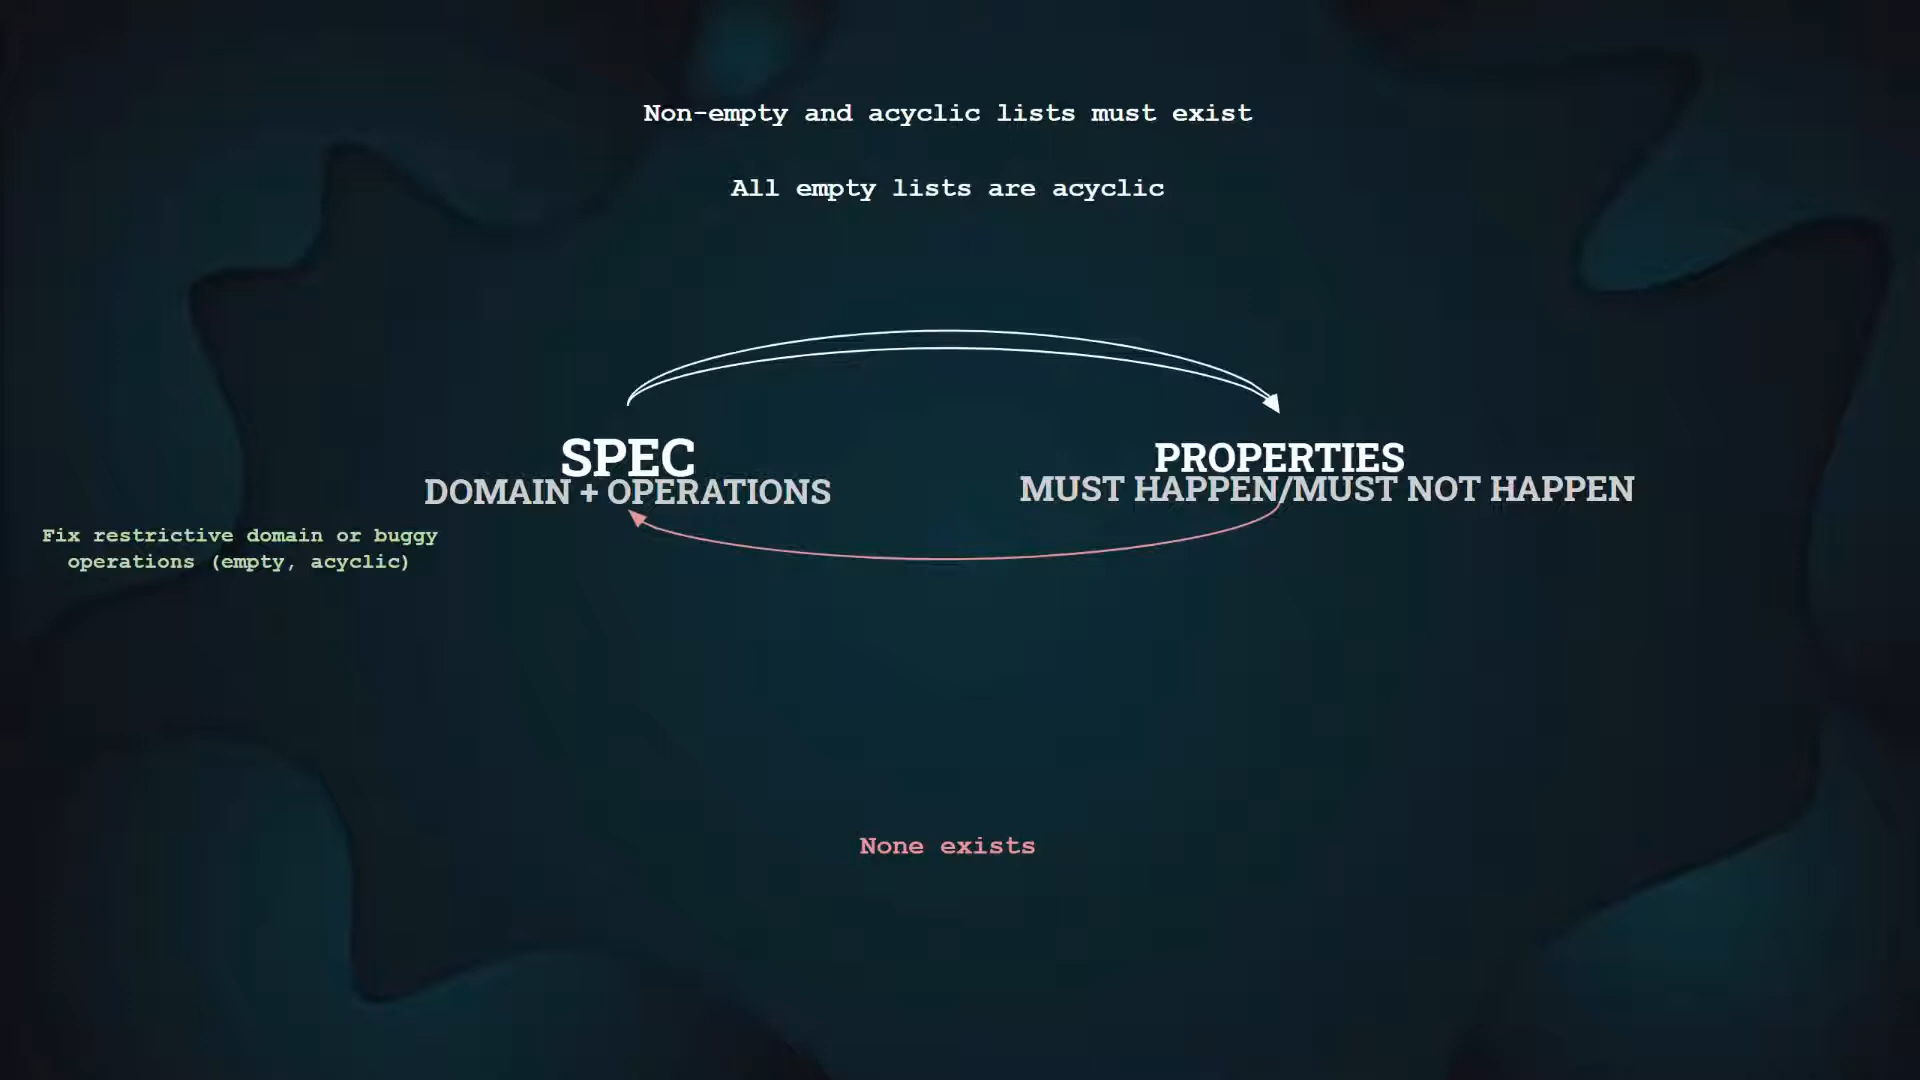 Non-empty and acyclic lists must exist
All empty lists are acyclic
SPEC
DOMAIN + OPERATIONS
PROPERTIES
MUST HAPPEN/MUST NOT HAPPEN
Fix restrictive domain or buggy
operations (empty, acyclic)
None exists